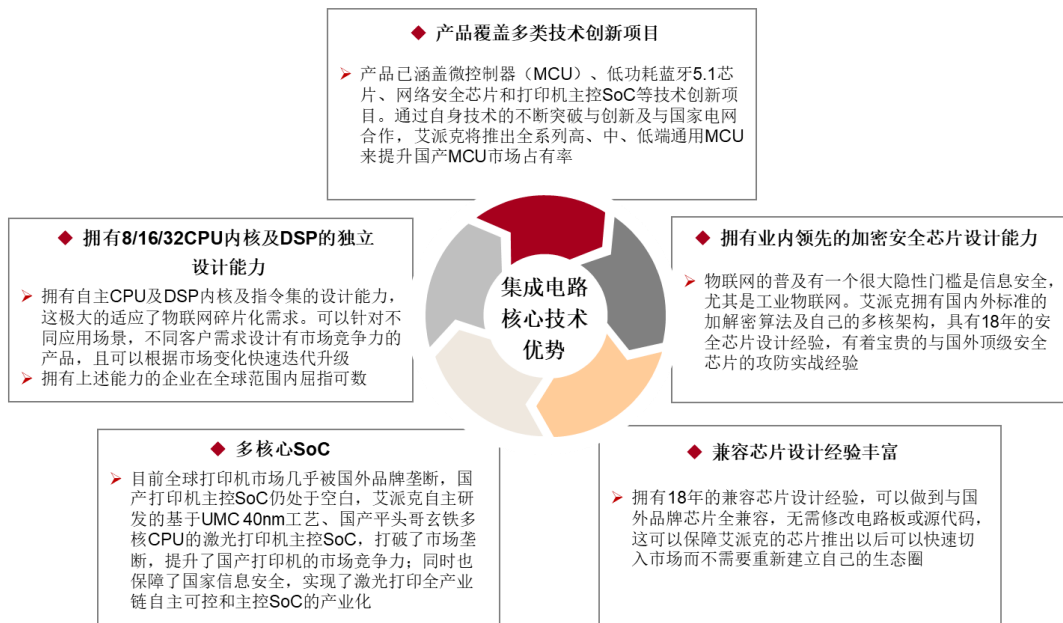 ◆ 产品覆盖多类技术创新项目
➢ 产品已涵盖微控制器（MCU）、低功耗蓝牙5.1芯
片、网络安全芯片和打印机主控SoC等技术创新项
目。通过自身技术的不断突破与创新及与国家电网
合作，艾派克将推出全系列高、中、低端通用MCU
来提升国产MCU市场占有率
◆ 拥有8/16/32CPU内核及DSP的独立
设计能力
➢ 拥有自主CPU及DSP内核及指令集的设计能力，
这极大的适应了物联网碎片化需求。可以针对不
同应用场景，不同客户需求设计有市场竞争力的
产品，且可以根据市场变化快速迭代升级
➢ 拥有上述能力的企业在全球范围内屈指可数
集成电路
核心技术
优势
◆ 拥有业内领先的加密安全芯片设计能力
➢ 物联网的普及有一个很大隐性门槛是信息安全，
尤其是工业物联网。艾派克拥有国内外标准的
加解密算法及自己的多核架构，具有18年的安
全芯片设计经验，有着宝贵的与国外顶级安全
芯片的攻防实战经验
◆ 多核心SoC
➢ 目前全球打印机市场几乎被国外品牌垄断，国
产打印机主控SoC仍处于空白，艾派克自主研
发的基于UMC 40nm工艺、国产平头哥玄铁多
核CPU的激光打印机主控SoC，打破了市场垄
断，提升了国产打印机的市场竞争力；同时也
保障了国家信息安全，实现了激光打印全产业
链自主可控和主控SoC的产业化
◆ 兼容芯片设计经验丰富
➢ 拥有18年的兼容芯片设计经验，可以做到与国
外品牌芯片全兼容，无需修改电路板或源代码，
这可以保障艾派克的芯片推出以后可以快速切
入市场而不需要重新建立自己的生态圈